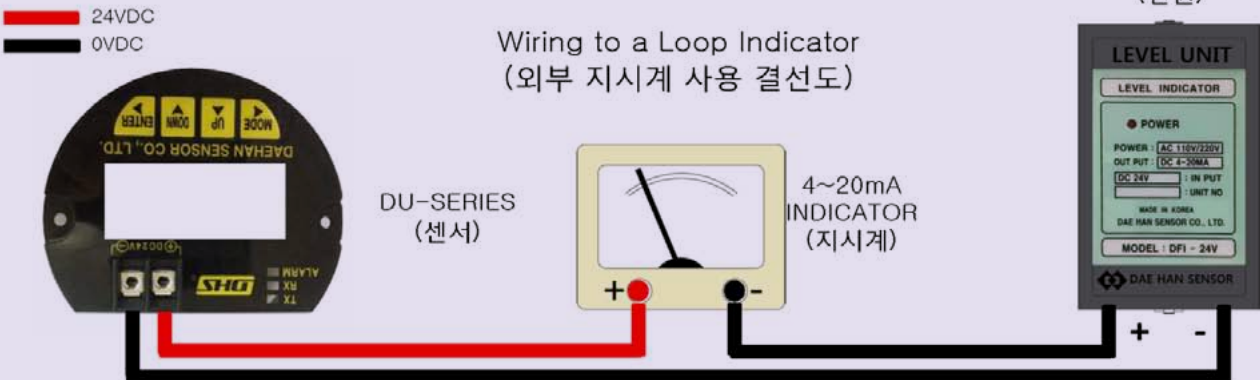 24VDC
0VDC
Wiring to a Loop Indicator
(외부 지시계 사용 결선도)
MODE
UP
DOWN
ENTER
DAEHAN SENSOR CO., LTD.
DC24V
ALARM
RX
TX
DHS
DU-SERIES
(센서)
4~20mA
INDICATOR
(지시계)
+
-
LEVEL UNIT
LEVEL INDICATOR
POWER
POWER : AC 110V/220V
OUT PUT : DC 4~20MA
DC 24V : IN PUT
: UNIT NO
MADE IN KOREA
DAE HAN SENSOR CO., LTD.
MODEL : DFI - 24V
DAE HAN SENSOR
+ -